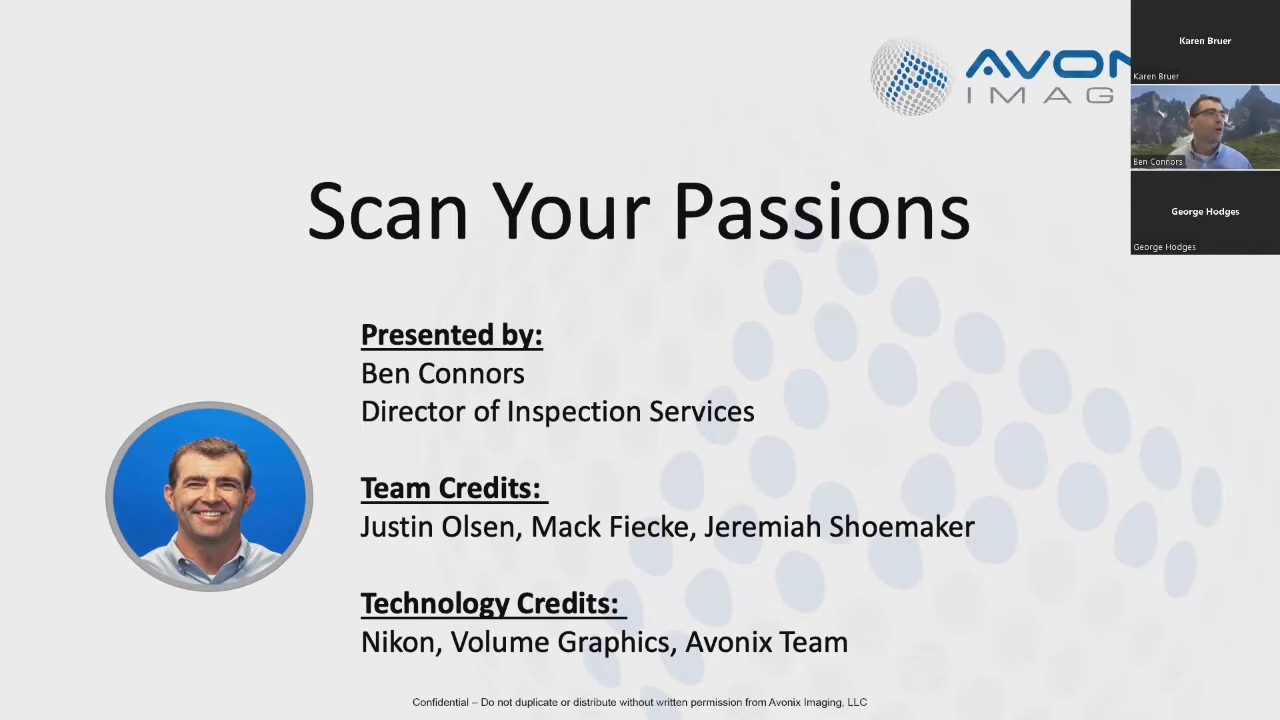 AVON
IMAG
Karen Bruer
Karen Bruer
Ben Connors
George Hodges
George Hodges
Scan Your Passions
Presented by:
Ben Connors
Director of Inspection Services
Team Credits:
Justin Olsen, Mack Fiecke, Jeremiah Shoemaker
Technology Credits:
Nikon, Volume Graphics, Avonix Team
Confidential – Do not duplicate or distribute without written permission from Avonix Imaging, LLC